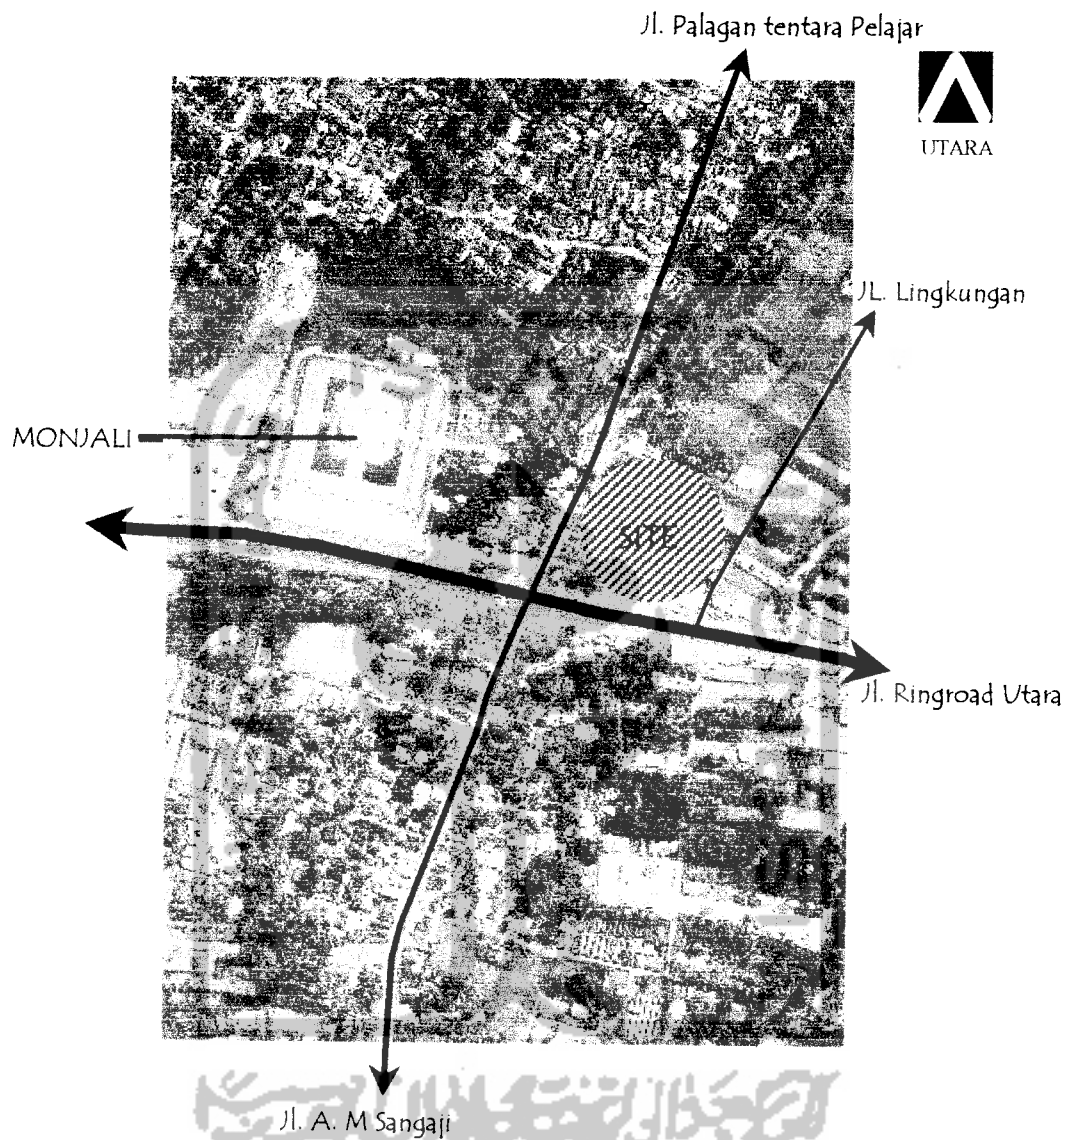 Jl. Palagan tentara Pelajar
UTARA
JL. Lingkungan
MONJALI
SITE
Jl. Ringroad Utara
Jl. A. M Sangaji